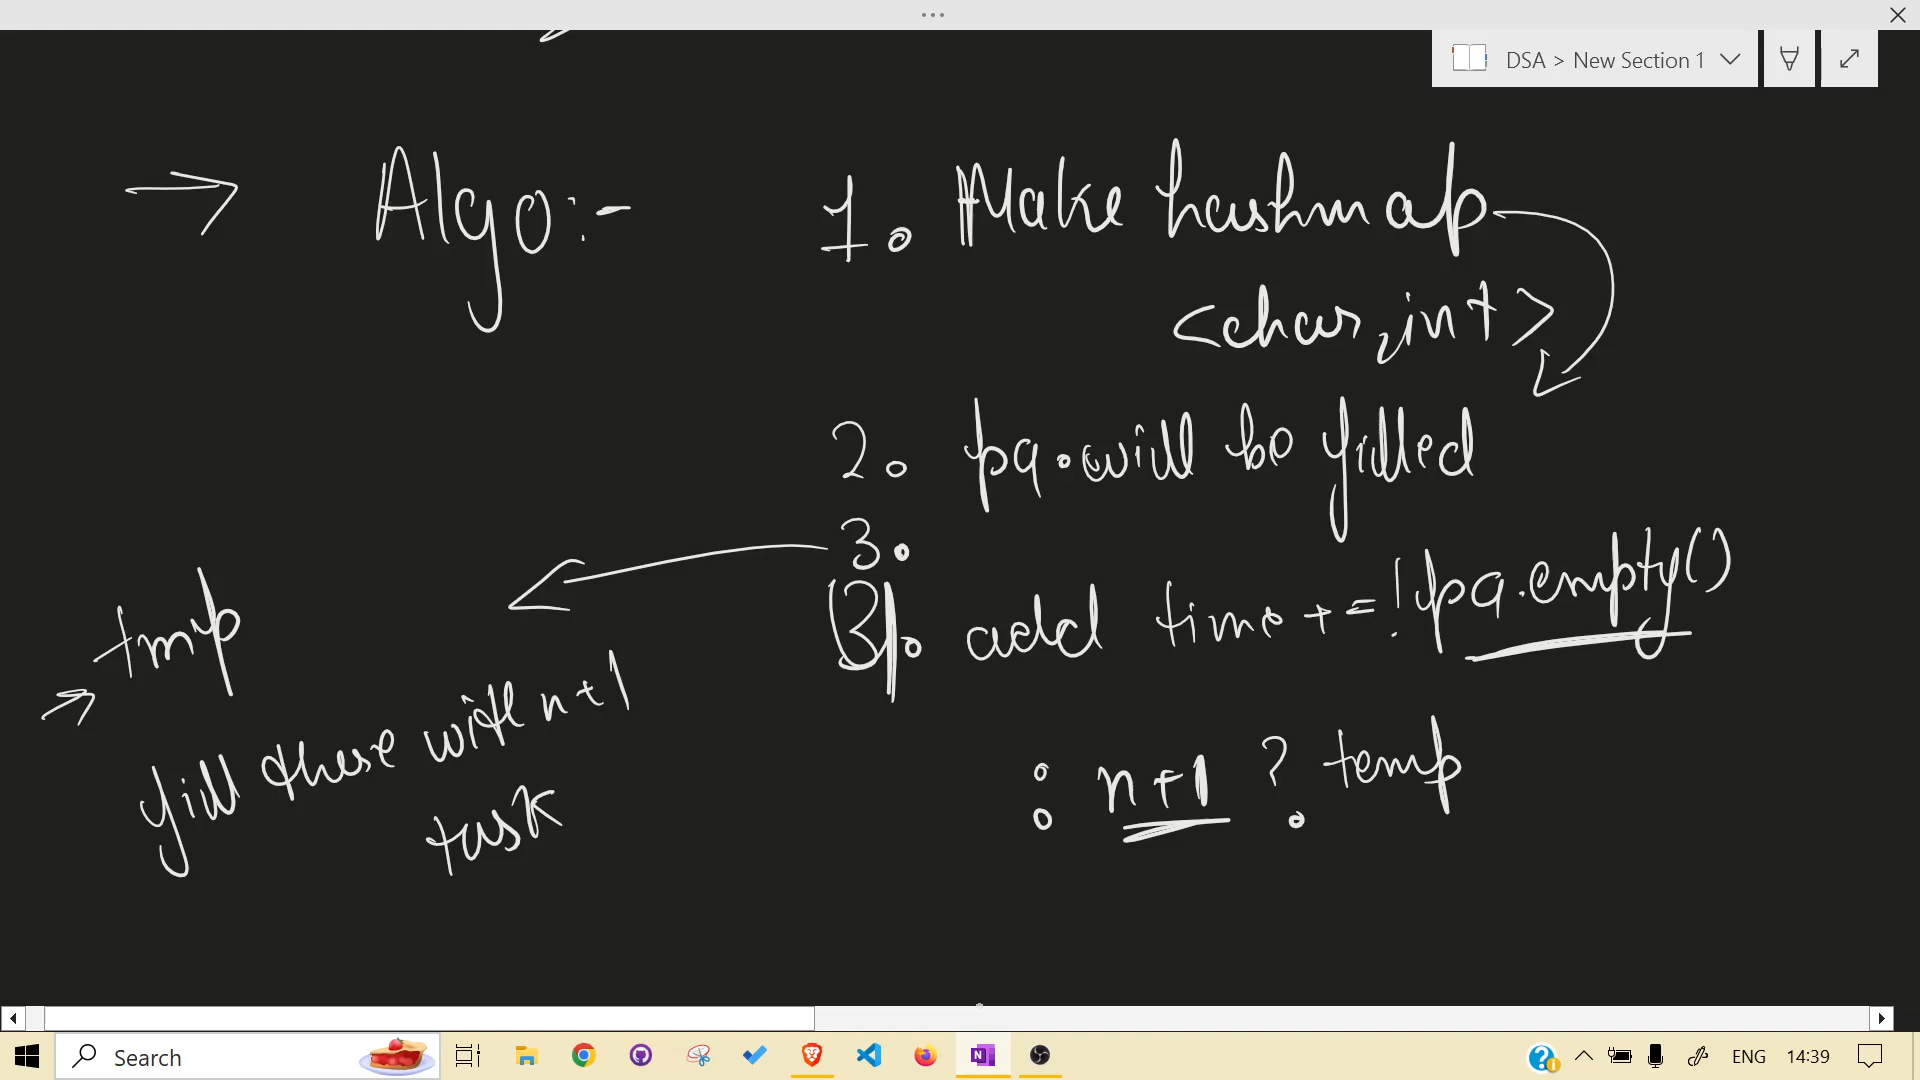 DSA > New Section 1
→ Algo:- 1. Make hashmap
<char, int>
2. pq. will be filled
3.
3. add time += !pq.empty()
: n+1 ? temp
tmp
→ fill these with n+1
task
Search
ENG 14:39